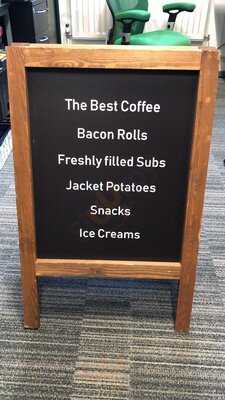 The Best Coffee
Bacon Rolls
Freshly filled Subs
Jacket Potatoes
Snacks
Ice Creams